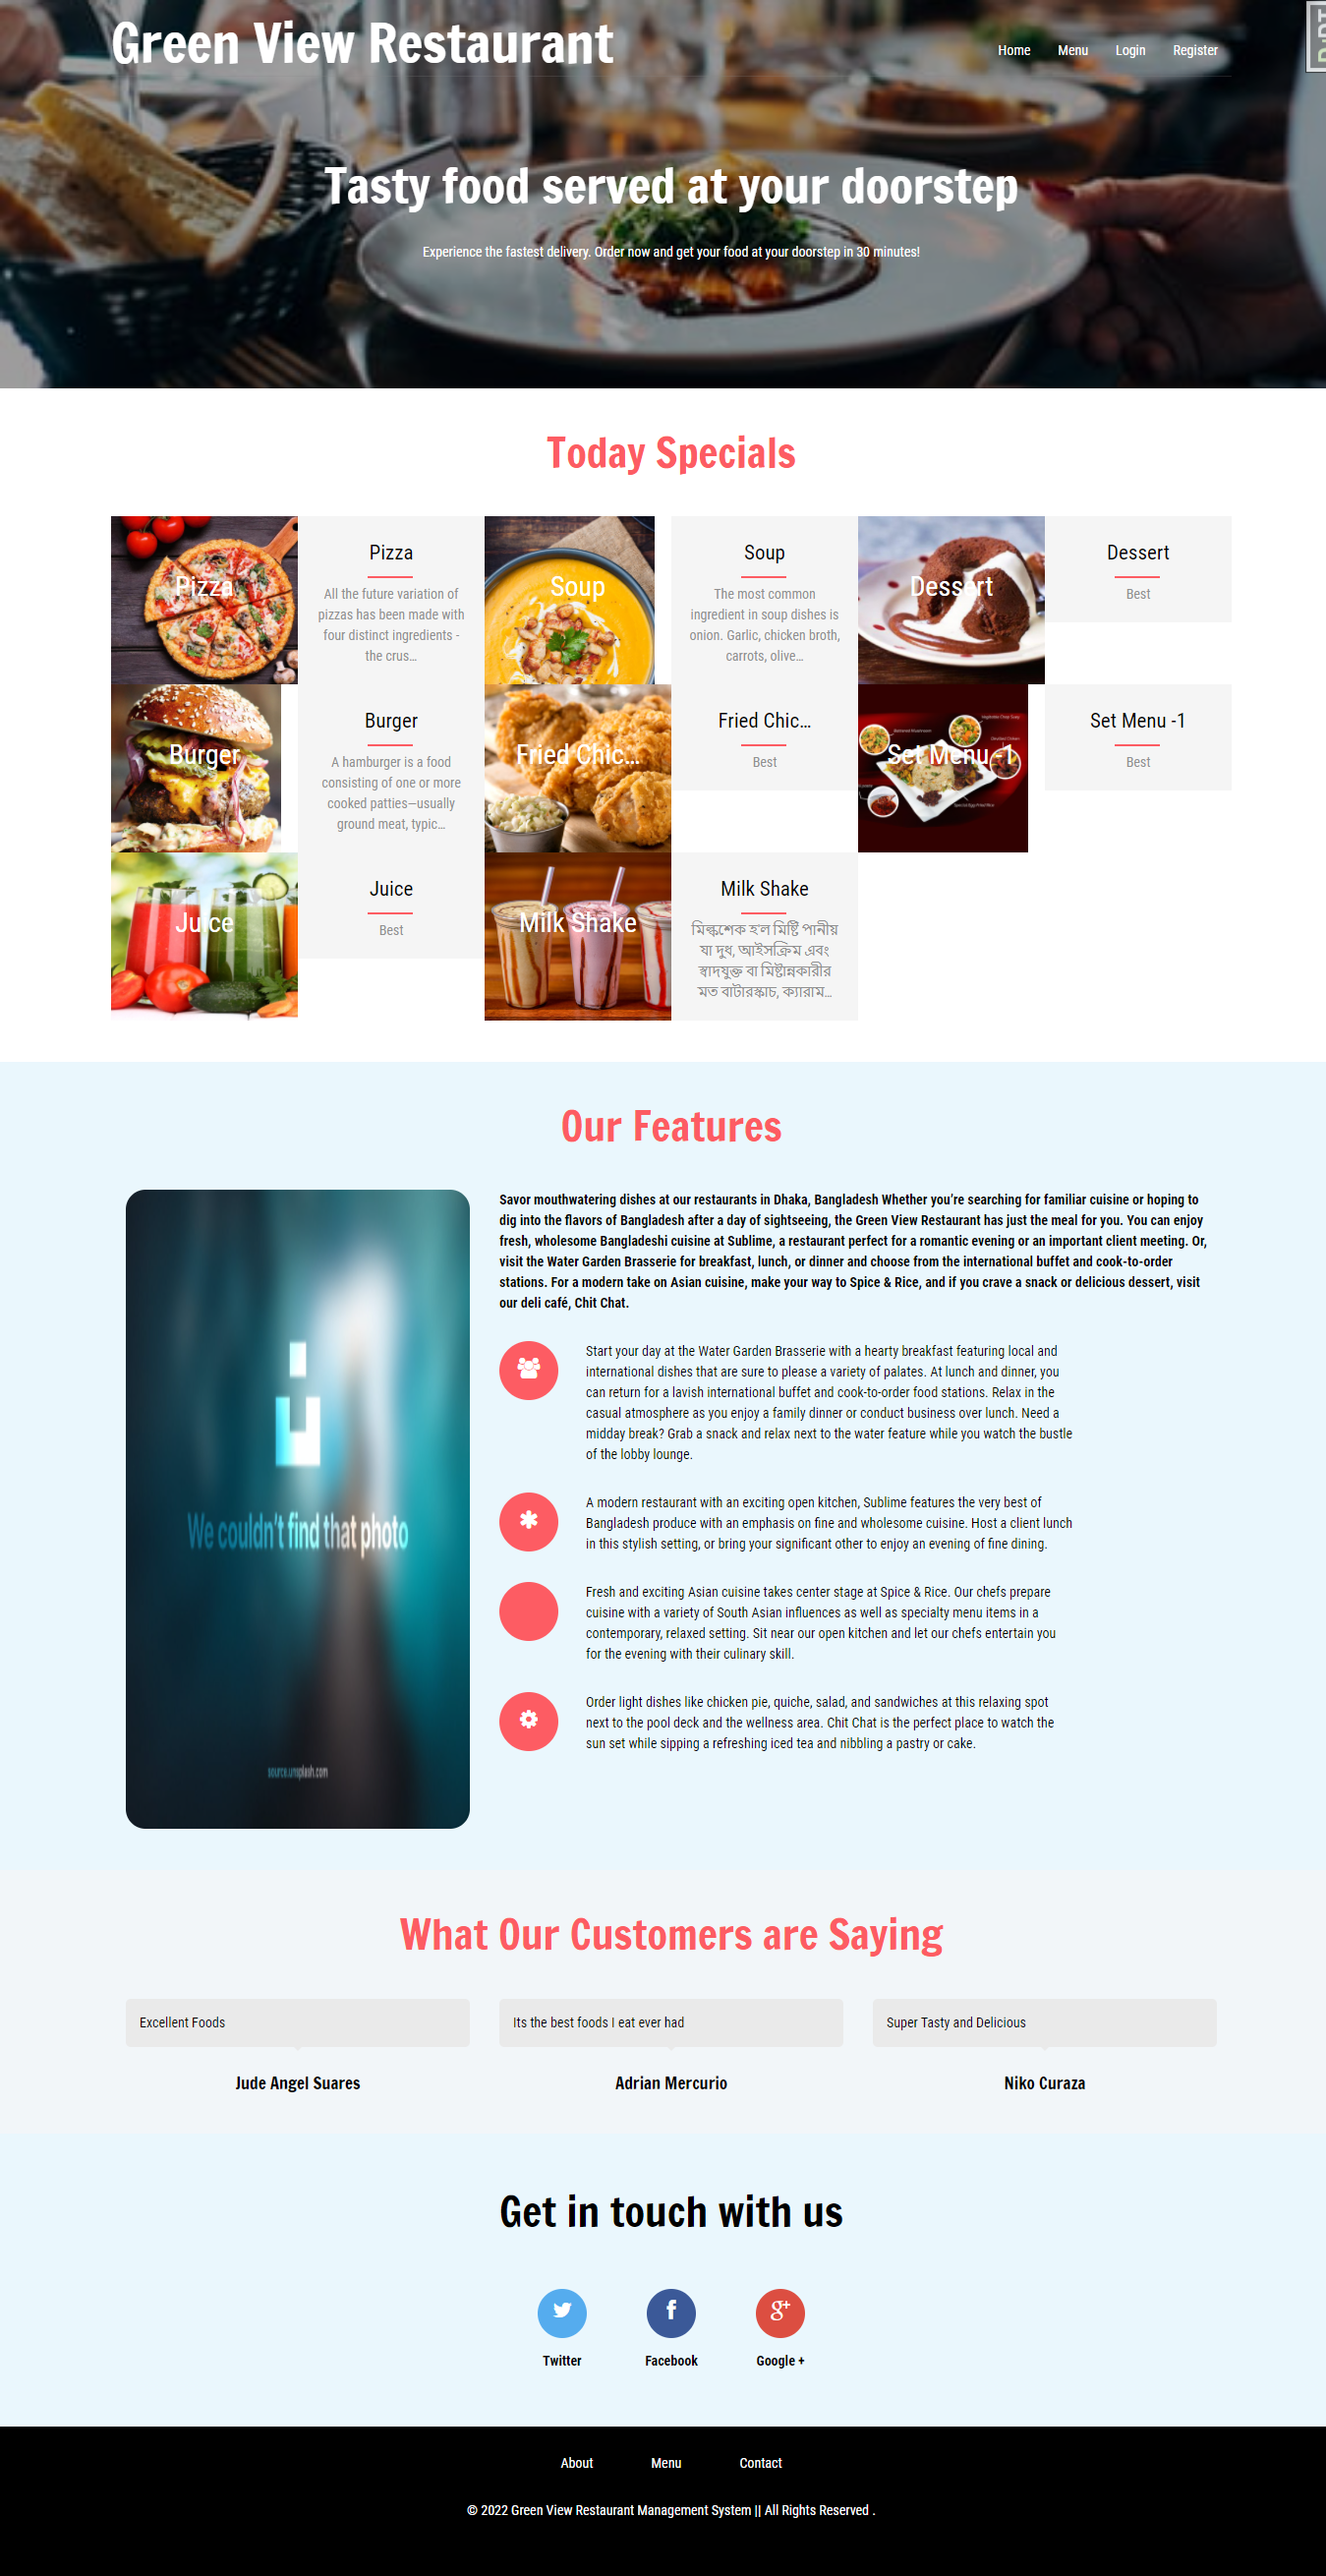 Green View Restaurant
Home Menu Login Register
DjDT
Tasty food served at your doorstep
Experience the fastest delivery. Order now and get your food at your doorstep in 30 minutes!
Today Specials
Pizza
Pizza
All the future variation of
pizzas has been made with
four distinct ingredients -
the crus...
Soup
Soup
The most common
ingredient in soup dishes is
onion. Garlic, chicken broth,
carrots, olive...
Dessert
Dessert
Best
Burger
Burger
A hamburger is a food
consisting of one or more
cooked patties—usually
ground meat, typic...
Fried Chic...
Fried Chic...
Best
Set Menu -1
Set Menu -1
Best
Juice
Juice
Best
Milk Shake
Milk Shake
মিল্কশেক হ'ল মিষ্টি পানীয়
যা দুধ, আইসক্রিম এবং
স্বাদযুক্ত বা মিষ্টান্নকারীর
মত বাটারস্কাচ, ক্যারাম...
Our Features
We couldn't find that photo
source.unsplash.com
Savor mouthwatering dishes at our restaurants in Dhaka, Bangladesh Whether you're searching for familiar cuisine or hoping to
dig into the flavors of Bangladesh after a day of sightseeing, the Green View Restaurant has just the meal for you. You can enjoy
fresh, wholesome Bangladeshi cuisine at Sublime, a restaurant perfect for a romantic evening or an important client meeting. Or,
visit the Water Garden Brasserie for breakfast, lunch, or dinner and choose from the international buffet and cook-to-order
stations. For a modern take on Asian cuisine, make your way to Spice & Rice, and if you crave a snack or delicious dessert, visit
our deli café, Chit Chat.
Start your day at the Water Garden Brasserie with a hearty breakfast featuring local and
international dishes that are sure to please a variety of palates. At lunch and dinner, you
can return for a lavish international buffet and cook-to-order food stations. Relax in the
casual atmosphere as you enjoy a family dinner or conduct business over lunch. Need a
midday break? Grab a snack and relax next to the water feature while you watch the bustle
of the lobby lounge.
A modern restaurant with an exciting open kitchen, Sublime features the very best of
Bangladesh produce with an emphasis on fine and wholesome cuisine. Host a client lunch
in this stylish setting, or bring your significant other to enjoy an evening of fine dining.
Fresh and exciting Asian cuisine takes center stage at Spice & Rice. Our chefs prepare
cuisine with a variety of South Asian influences as well as specialty menu items in a
contemporary, relaxed setting. Sit near our open kitchen and let our chefs entertain you
for the evening with their culinary skill.
Order light dishes like chicken pie, quiche, salad, and sandwiches at this relaxing spot
next to the pool deck and the wellness area. Chit Chat is the perfect place to watch the
sun set while sipping a refreshing iced tea and nibbling a pastry or cake.
What Our Customers are Saying
Excellent Foods
Jude Angel Suares
Its the best foods I eat ever had
Adrian Mercurio
Super Tasty and Delicious
Niko Curaza
Get in touch with us
Twitter Facebook Google +
About Menu Contact
© 2022 Green View Restaurant Management System || All Rights Reserved .